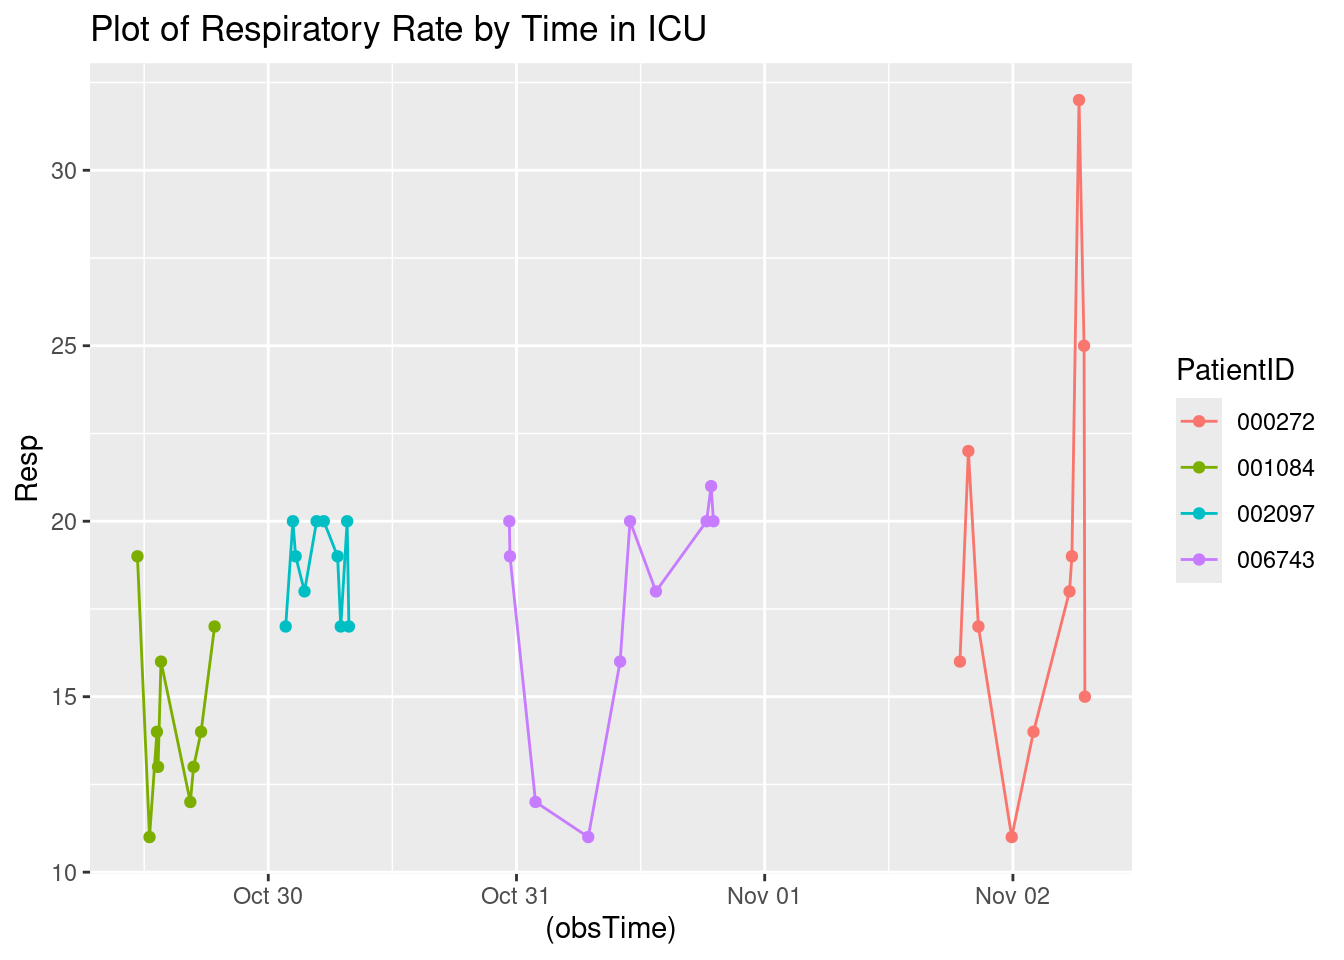 Plot of Respiratory Rate by Time in ICU
30
25
20
15
10
Resp
Oct 30
Oct 31
Nov 01
Nov 02
(obsTime)
PatientID
000272
001084
002097
006743